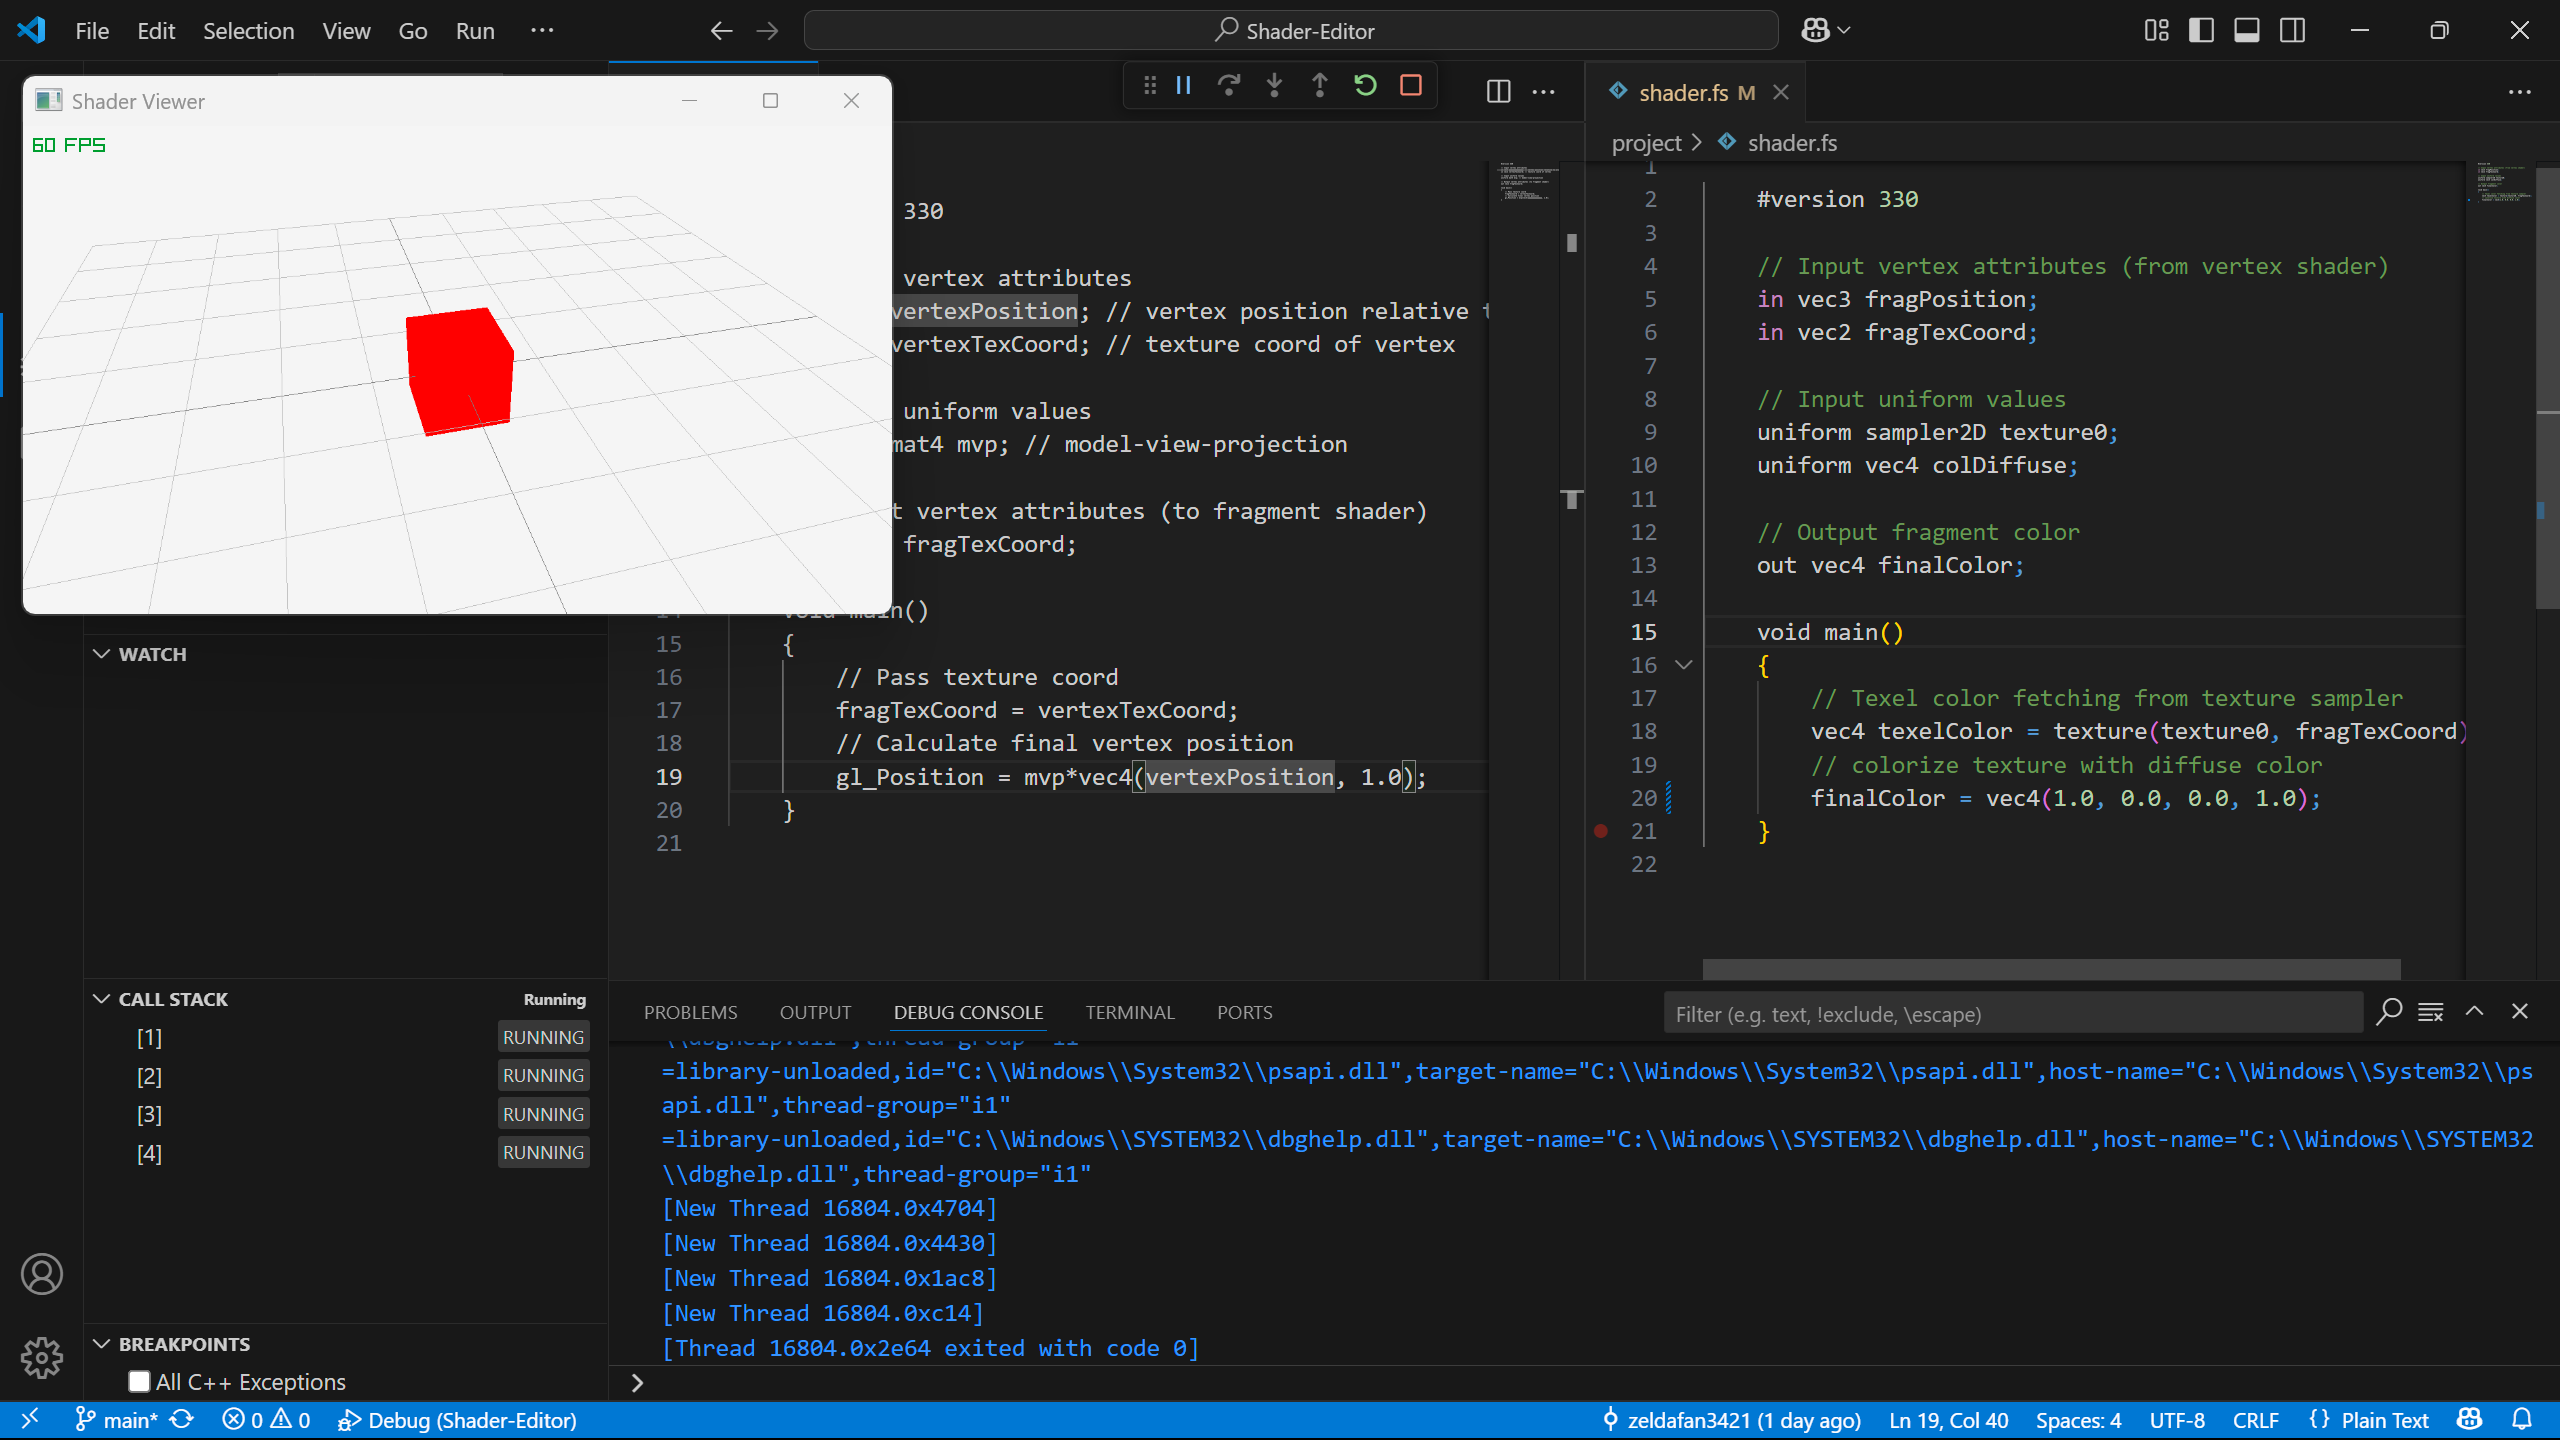 File Edit Selection View Go Run ···
Shader-Editor
Shader Viewer
60 FPS
330
vertex attributes
vertexPosition; // vertex position relative
vertexTexCoord; // texture coord of vertex
uniform values
mat4 mvp; // model-view-projection
t vertex attributes (to fragment shader)
fragTexCoord;
void main()
15 {
16 // Pass texture coord
17 fragTexCoord = vertexTexCoord;
18 // Calculate final vertex position
19 gl_Position = mvp*vec4(vertexPosition, 1.0);
20 }
21
shader.fs M
project > shader.fs
1
2 #version 330
3
4 // Input vertex attributes (from vertex shader)
5 in vec3 fragPosition;
6 in vec2 fragTexCoord;
7
8 // Input uniform values
9 uniform sampler2D texture0;
10 uniform vec4 colDiffuse;
11
12 // Output fragment color
13 out vec4 finalColor;
14
15 void main()
16 {
17 // Texel color fetching from texture sampler
18 vec4 texelColor = texture(texture0, fragTexCoord)
19 // colorize texture with diffuse color
20 finalColor = vec4(1.0, 0.0, 0.0, 1.0);
21 }
22
WATCH
CALL STACK Running
[1] RUNNING
[2] RUNNING
[3] RUNNING
[4] RUNNING
BREAKPOINTS
All C++ Exceptions
PROBLEMS OUTPUT DEBUG CONSOLE TERMINAL PORTS
Filter (e.g. text, !exclude, \escape)
\\dbghelp.dll",thread-group="i1"
=library-unloaded,id="C:\\Windows\\System32\\psapi.dll",target-name="C:\\Windows\\System32\\psapi.dll",host-name="C:\\Windows\\System32\\ps
api.dll",thread-group="i1"
=library-unloaded,id="C:\\Windows\\SYSTEM32\\dbghelp.dll",target-name="C:\\Windows\\SYSTEM32\\dbghelp.dll",host-name="C:\\Windows\\SYSTEM32
\\dbghelp.dll",thread-group="i1"
[New Thread 16804.0x4704]
[New Thread 16804.0x4430]
[New Thread 16804.0x1ac8]
[New Thread 16804.0xc14]
[Thread 16804.0x2e64 exited with code 0]
main* 0 0 Debug (Shader-Editor) zeldafan3421 (1 day ago) Ln 19, Col 40 Spaces: 4 UTF-8 CRLF {} Plain Text